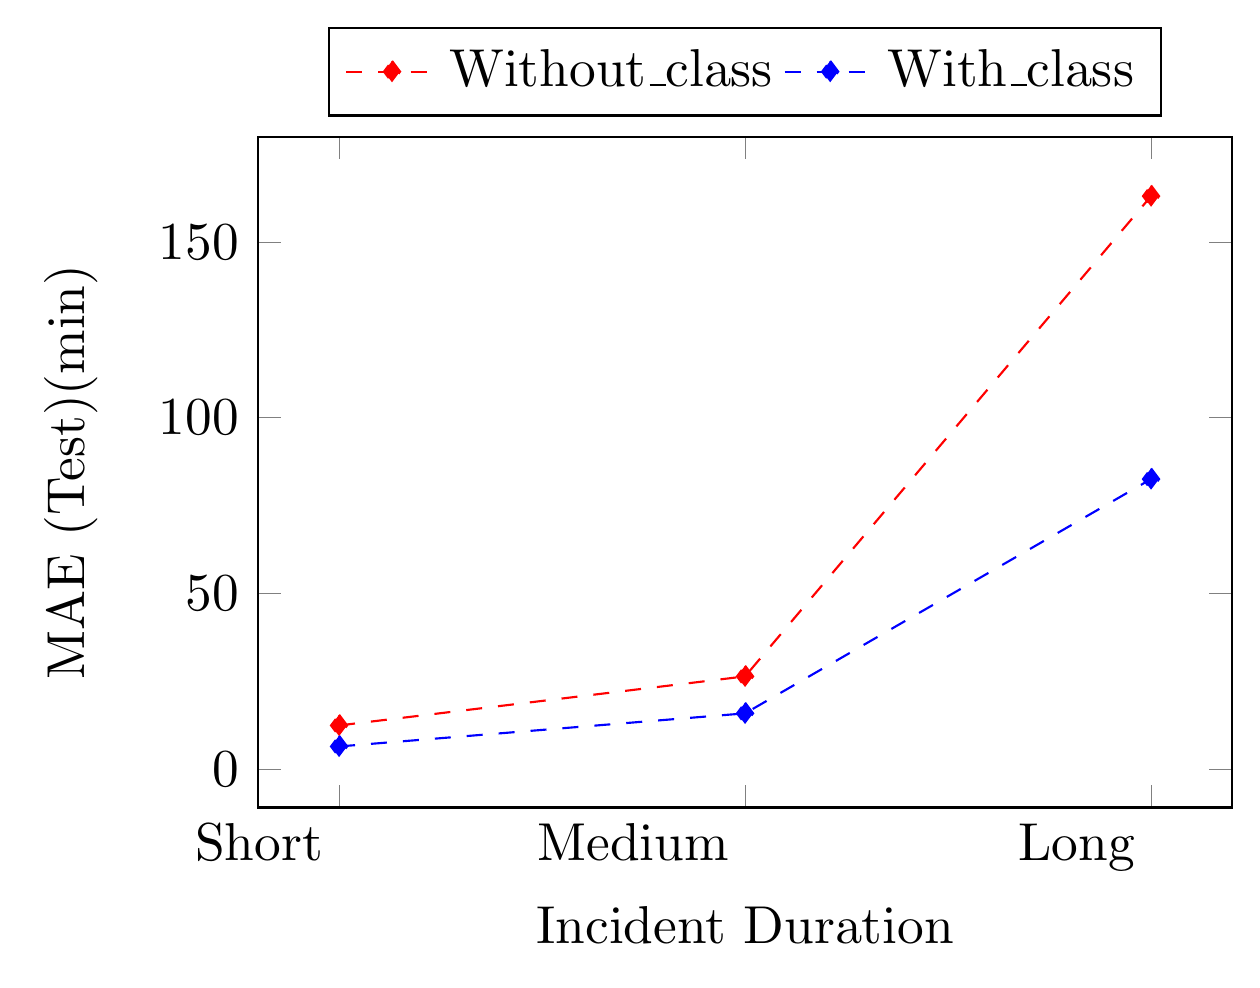 Without_class With_class
150
100
50
0
MAE (Test)(min)
Short Medium Long
Incident Duration